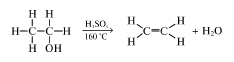 H H
H—C—C—H
H OH
H₂SO₄
160 °C
H H
C=C
H H
+ H₂O